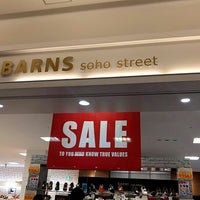 BARNS soho street
SALE
TO YOU WHO KNOW TRUE VALUES